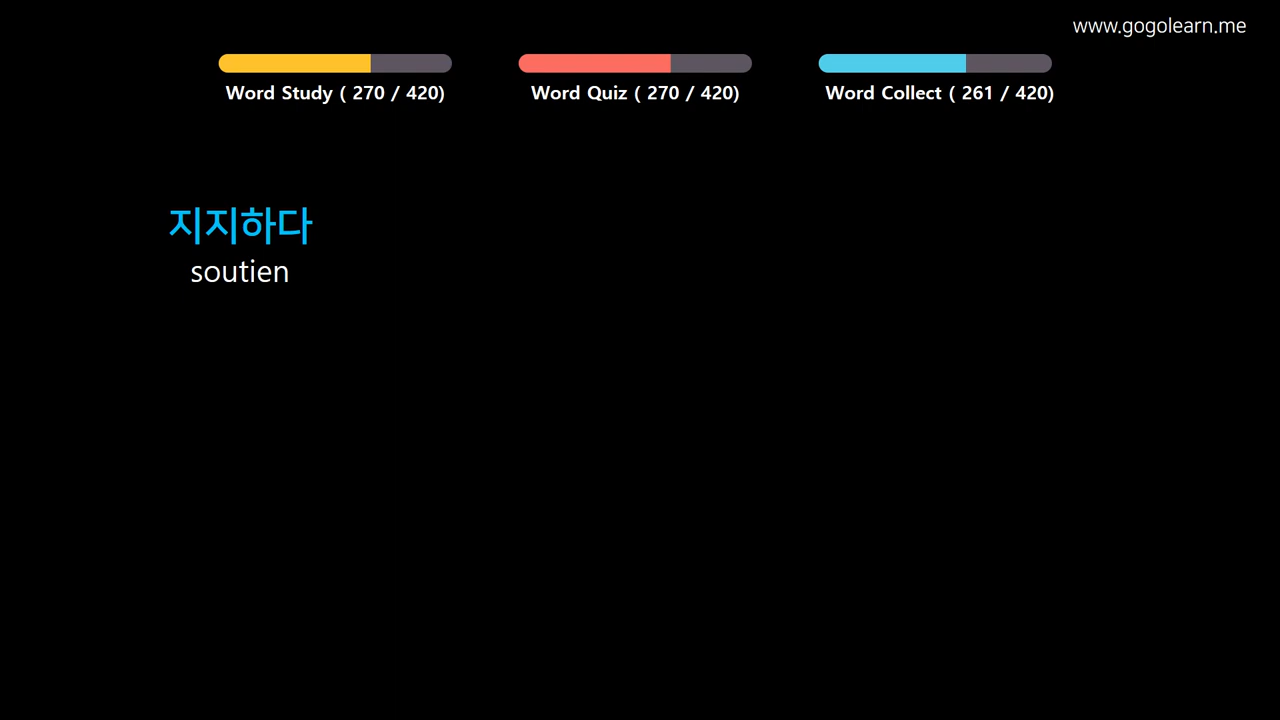 www.gogolearn.me
Word Study ( 270 / 420)
Word Quiz ( 270 / 420)
Word Collect ( 261 / 420)
지지하다
soutien